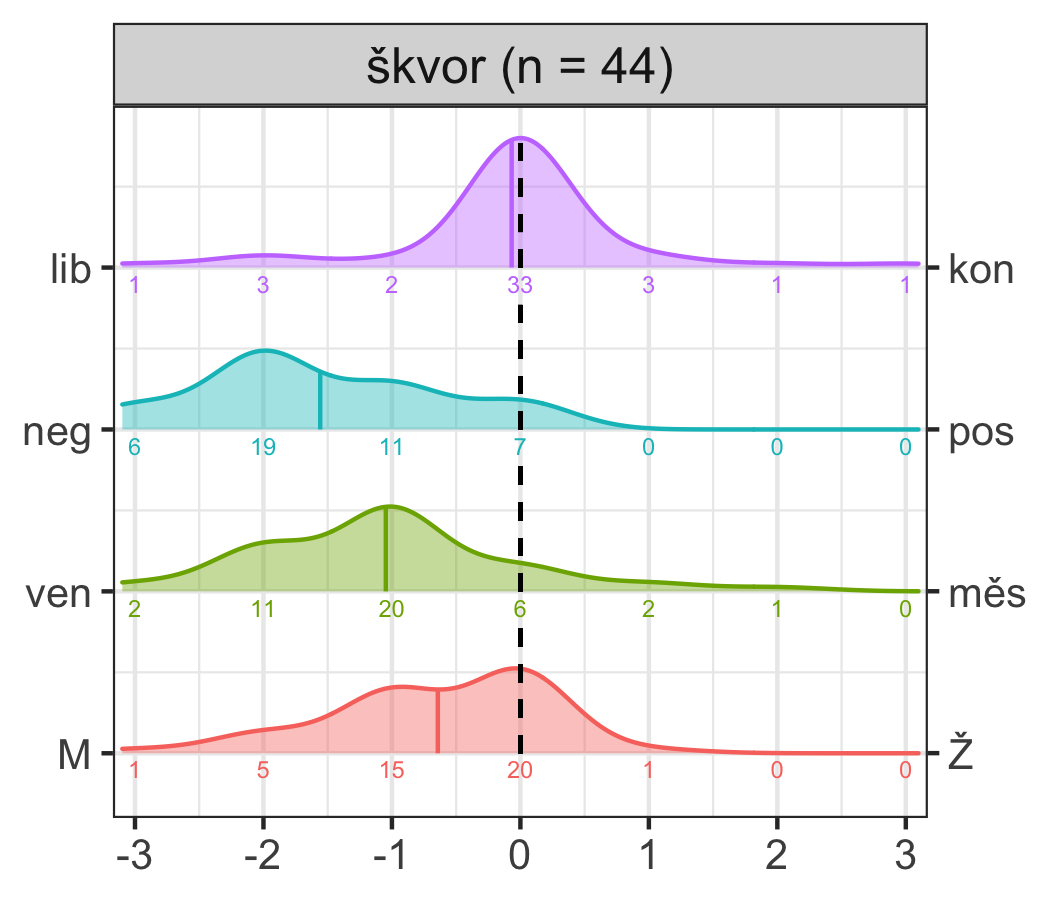 škvor (n = 44)
lib kon
1 3 2 33 3 1 1
neg pos
6 19 11 7 0 0 0
ven měs
2 11 20 6 2 1 0
M Ž
1 5 15 20 1 0 0
-3 -2 -1 0 1 2 3